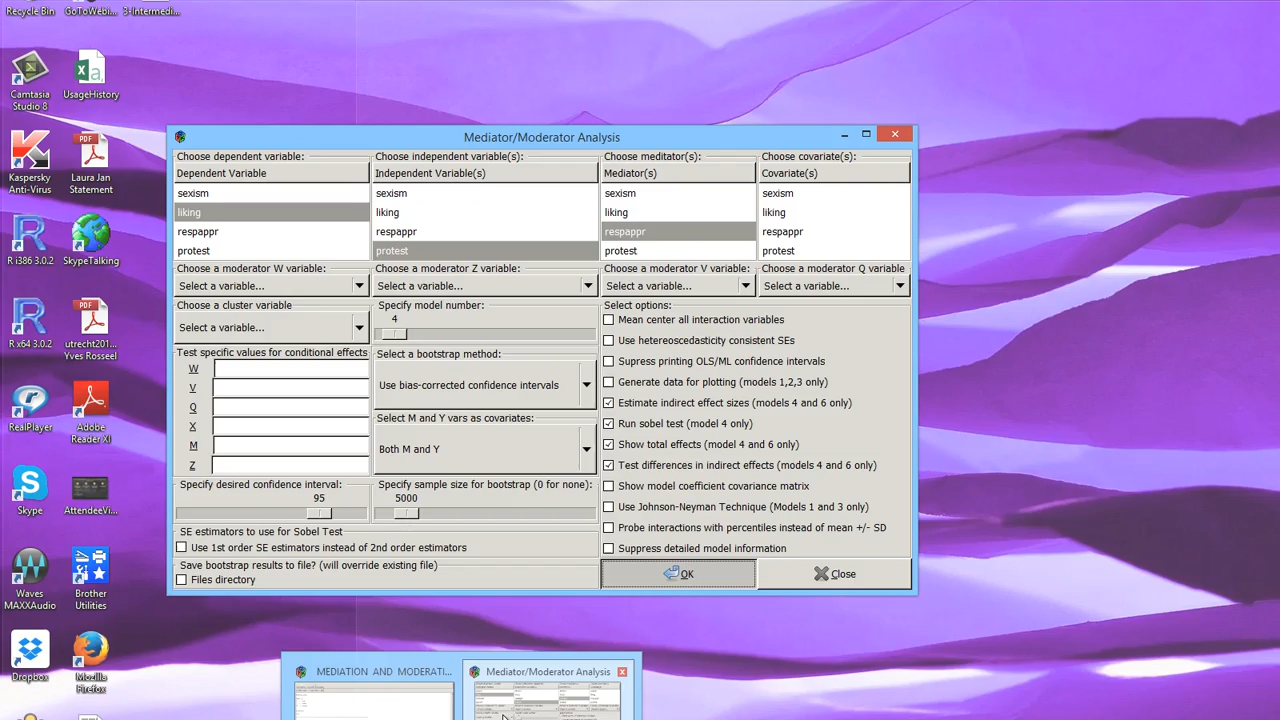 Recycle Bin
GoToWebi...
3-Intermedi...
Camtasia
Studio 8
UsageHistory
Kaspersky
Anti-Virus
Laura Jan
Statement
R i386 3.0.2
SkypeTalking
R x64 3.0.2
utrecht201...
Yves Rosseel
RealPlayer
Adobe
Reader XI
Skype
AttendeeVi...
Waves
MAXXAudio
Brother
Utilities
Dropbox
Mozilla
Firefox
Mediator/Moderator Analysis
Choose dependent variable:
Dependent Variable
sexism
liking
respappr
protest
Choose independent variable(s):
Independent Variable(s)
sexism
liking
respappr
protest
Choose meditator(s):
Mediator(s)
sexism
liking
respappr
protest
Choose covariate(s):
Covariate(s)
sexism
liking
respappr
protest
Choose a moderator W variable:
Select a variable...
Choose a moderator Z variable:
Select a variable...
Choose a moderator V variable:
Select a variable...
Choose a moderator Q variable
Select a variable...
Choose a cluster variable
Select a variable...
Specify model number:
4
Test specific values for conditional effects
W
V
Q
X
M
Z
Select a bootstrap method:
Use bias-corrected confidence intervals
Select M and Y vars as covariates:
Both M and Y
Specify desired confidence interval:
95
Specify sample size for bootstrap (0 for none):
5000
SE estimators to use for Sobel Test
Use 1st order SE estimators instead of 2nd order estimators
Save bootstrap results to file? (will override existing file)
Files directory
Select options:
Mean center all interaction variables
Use hetereoscedasticity consistent SEs
Supress printing OLS/ML confidence intervals
Generate data for plotting (models 1,2,3 only)
Estimate indirect effect sizes (models 4 and 6 only)
Run sobel test (model 4 only)
Show total effects (model 4 and 6 only)
Test differences in indirect effects (models 4 and 6 only)
Show model coefficient covariance matrix
Use Johnson-Neyman Technique (Models 1 and 3 only)
Probe interactions with percentiles instead of mean +/- SD
Suppress detailed model information
OK
Close
MEDIATION AND MODERATI...
Mediator/Moderator Analysis